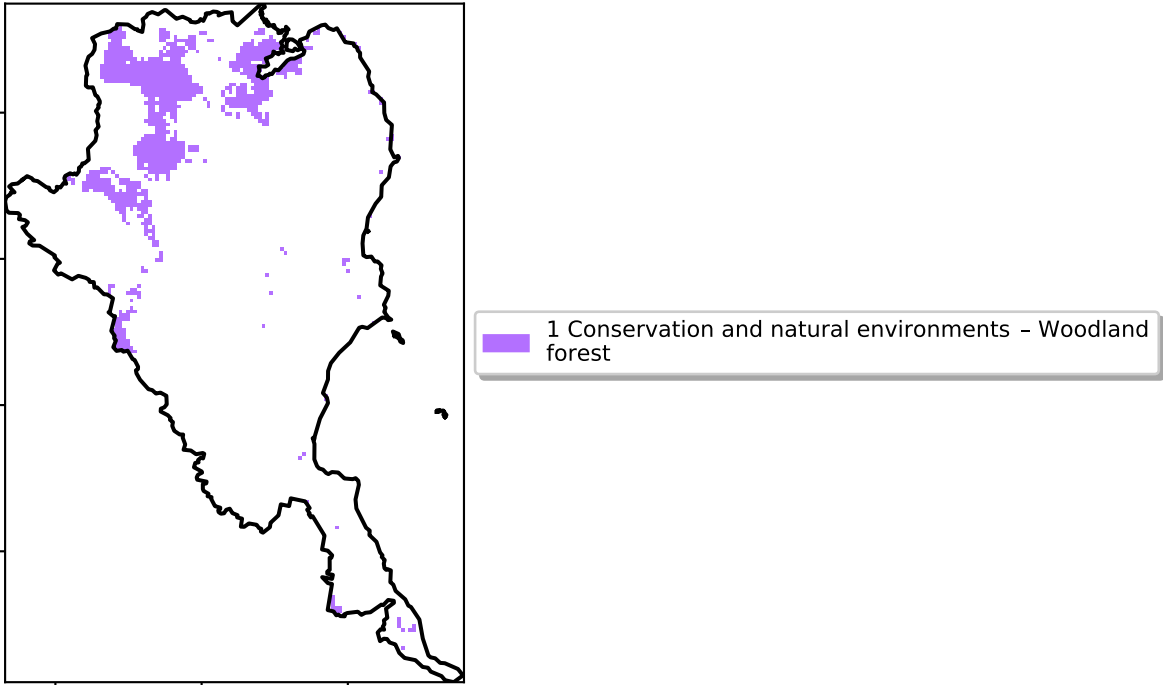 1 Conservation and natural environments – Woodland
forest